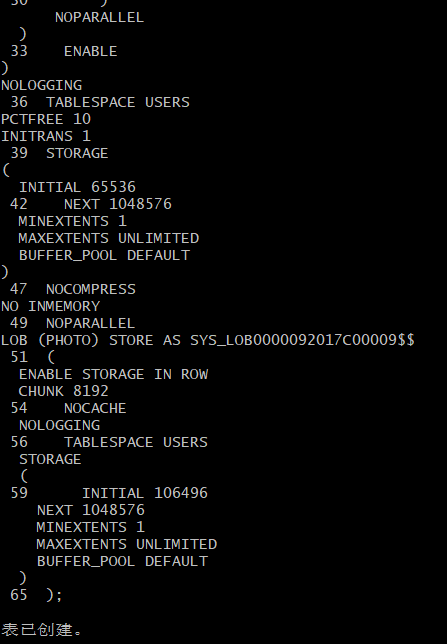 30        )
      NOPARALLEL
  )
 33    ENABLE
)
NOLOGGING
 36  TABLESPACE USERS
PCTFREE 10
INITRANS 1
 39  STORAGE
(
  INITIAL 65536
 42    NEXT 1048576
  MINEXTENTS 1
  MAXEXTENTS UNLIMITED
  BUFFER_POOL DEFAULT
)
 47  NOCOMPRESS
NO INMEMORY
 49  NOPARALLEL
LOB (PHOTO) STORE AS SYS_LOB0000092017C00009$$
 51  (
  ENABLE STORAGE IN ROW
  CHUNK 8192
 54    NOCACHE
  NOLOGGING
 56    TABLESPACE USERS
  STORAGE
  (
 59      INITIAL 106496
    NEXT 1048576
    MINEXTENTS 1
    MAXEXTENTS UNLIMITED
    BUFFER_POOL DEFAULT
  )
 65  );
表已创建。